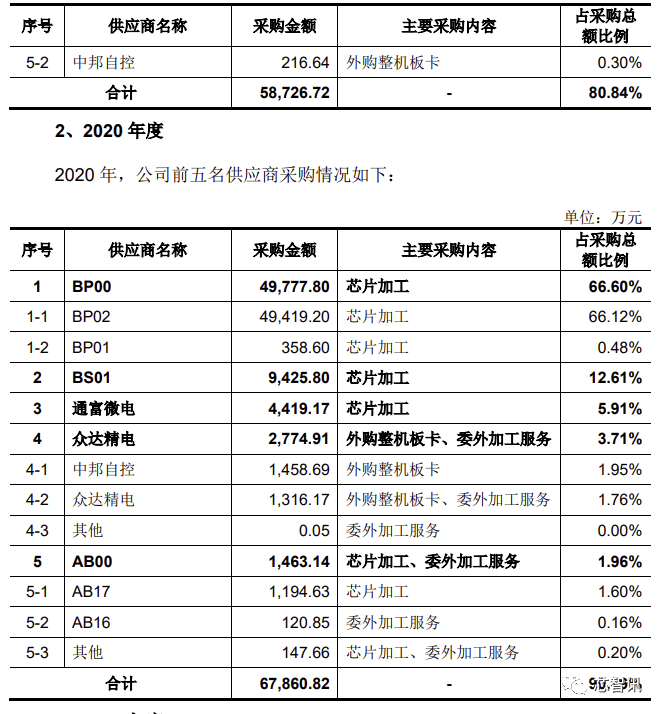 序号 供应商名称 采购金额 主要采购内容 占采购总额比例
5-2 中邦自控 216.64 外购整机板卡 0.30%
合计 58,726.72 - 80.84%
2、2020 年度
2020 年，公司前五名供应商采购情况如下：
单位：万元
序号 供应商名称 采购金额 主要采购内容 占采购总额比例
1 BP00 49,777.80 芯片加工 66.60%
1-1 BP02 49,419.20 芯片加工 66.12%
1-2 BP01 358.60 芯片加工 0.48%
2 BS01 9,425.80 芯片加工 12.61%
3 通富微电 4,419.17 芯片加工 5.91%
4 众达精电 2,774.91 外购整机板卡、委外加工服务 3.71%
4-1 中邦自控 1,458.69 外购整机板卡 1.95%
4-2 众达精电 1,316.17 外购整机板卡、委外加工服务 1.76%
4-3 其他 0.05 委外加工服务 0.00%
5 AB00 1,463.14 芯片加工、委外加工服务 1.96%
5-1 AB17 1,194.63 芯片加工 1.60%
5-2 AB16 120.85 委外加工服务 0.16%
5-3 其他 147.66 芯片加工、委外加工服务 0.20%
合计 67,860.82 -
芯智讯